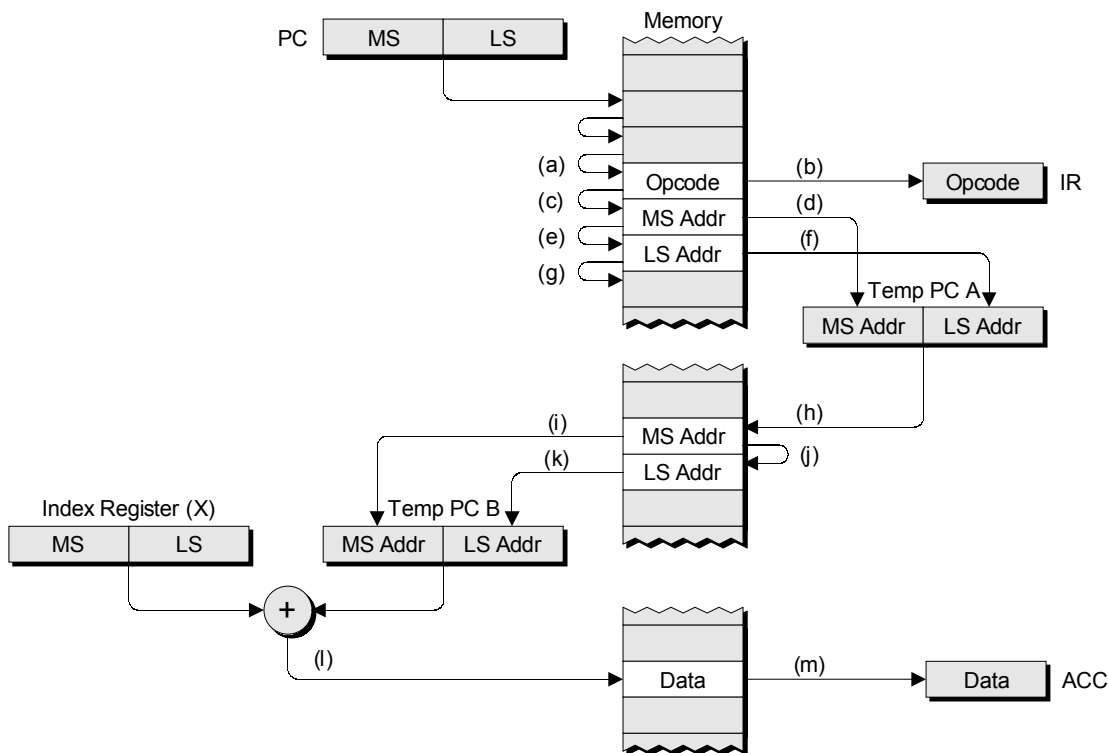 Memory
PC MS LS
(a) (b)
Opcode Opcode IR
(c) (d)
MS Addr
(e) (f)
LS Addr
(g)
Temp PC A
MS Addr LS Addr
(h)
(i) MS Addr
(k) (j)
LS Addr
Index Register (X) Temp PC B
MS LS MS Addr LS Addr
+
(l) (m)
Data Data ACC